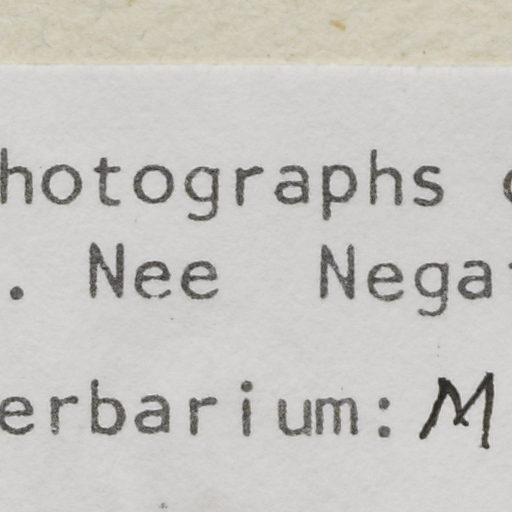 hotographs
. Nee Nega
erbarium: M